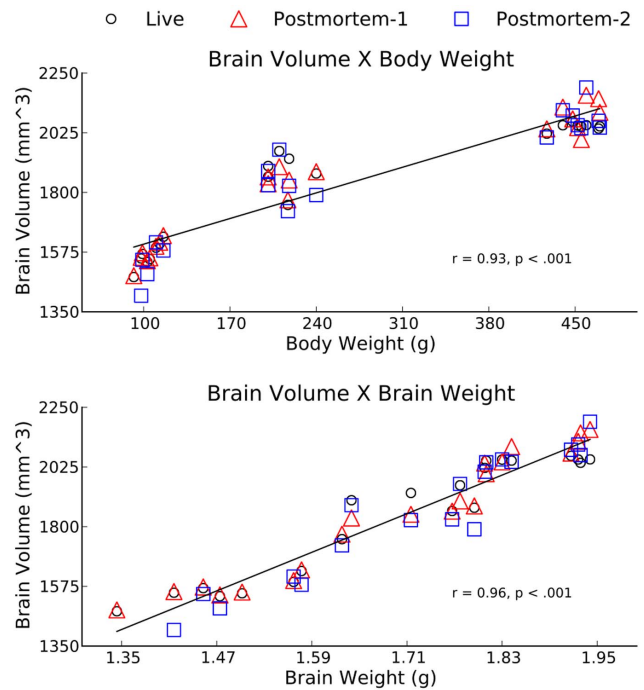 Live Postmortem-1 Postmortem-2
Brain Volume X Body Weight
2250
2025
1800
1575
1350
Brain Volume (mm^3)
r = 0.93, p < .001
100 170 240 310 380 450
Body Weight (g)
Brain Volume X Brain Weight
2250
2025
1800
1575
1350
Brain Volume (mm^3)
r = 0.96, p < .001
1.35 1.47 1.59 1.71 1.83 1.95
Brain Weight (g)